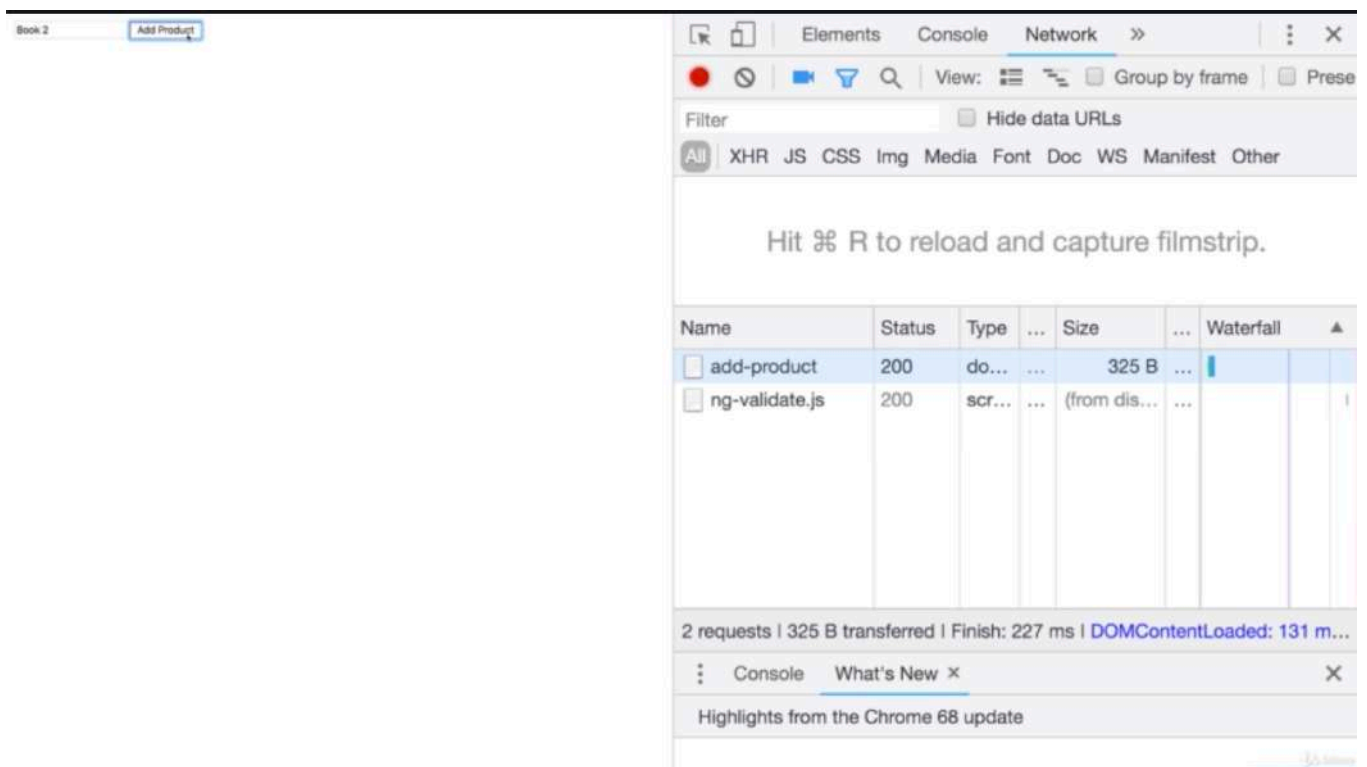 Book 2 Add Product
Elements Console Network »
View: Group by frame Prese
Filter Hide data URLs
All XHR JS CSS Img Media Font Doc WS Manifest Other
Hit ⌘ R to reload and capture filmstrip.
Name Status Type ... Size ... Waterfall ▲
add-product 200 do... ... 325 B ...
ng-validate.js 200 scr... ... (from dis... ...
2 requests | 325 B transferred | Finish: 227 ms | DOMContentLoaded: 131 m...
Console What's New ×
Highlights from the Chrome 68 update